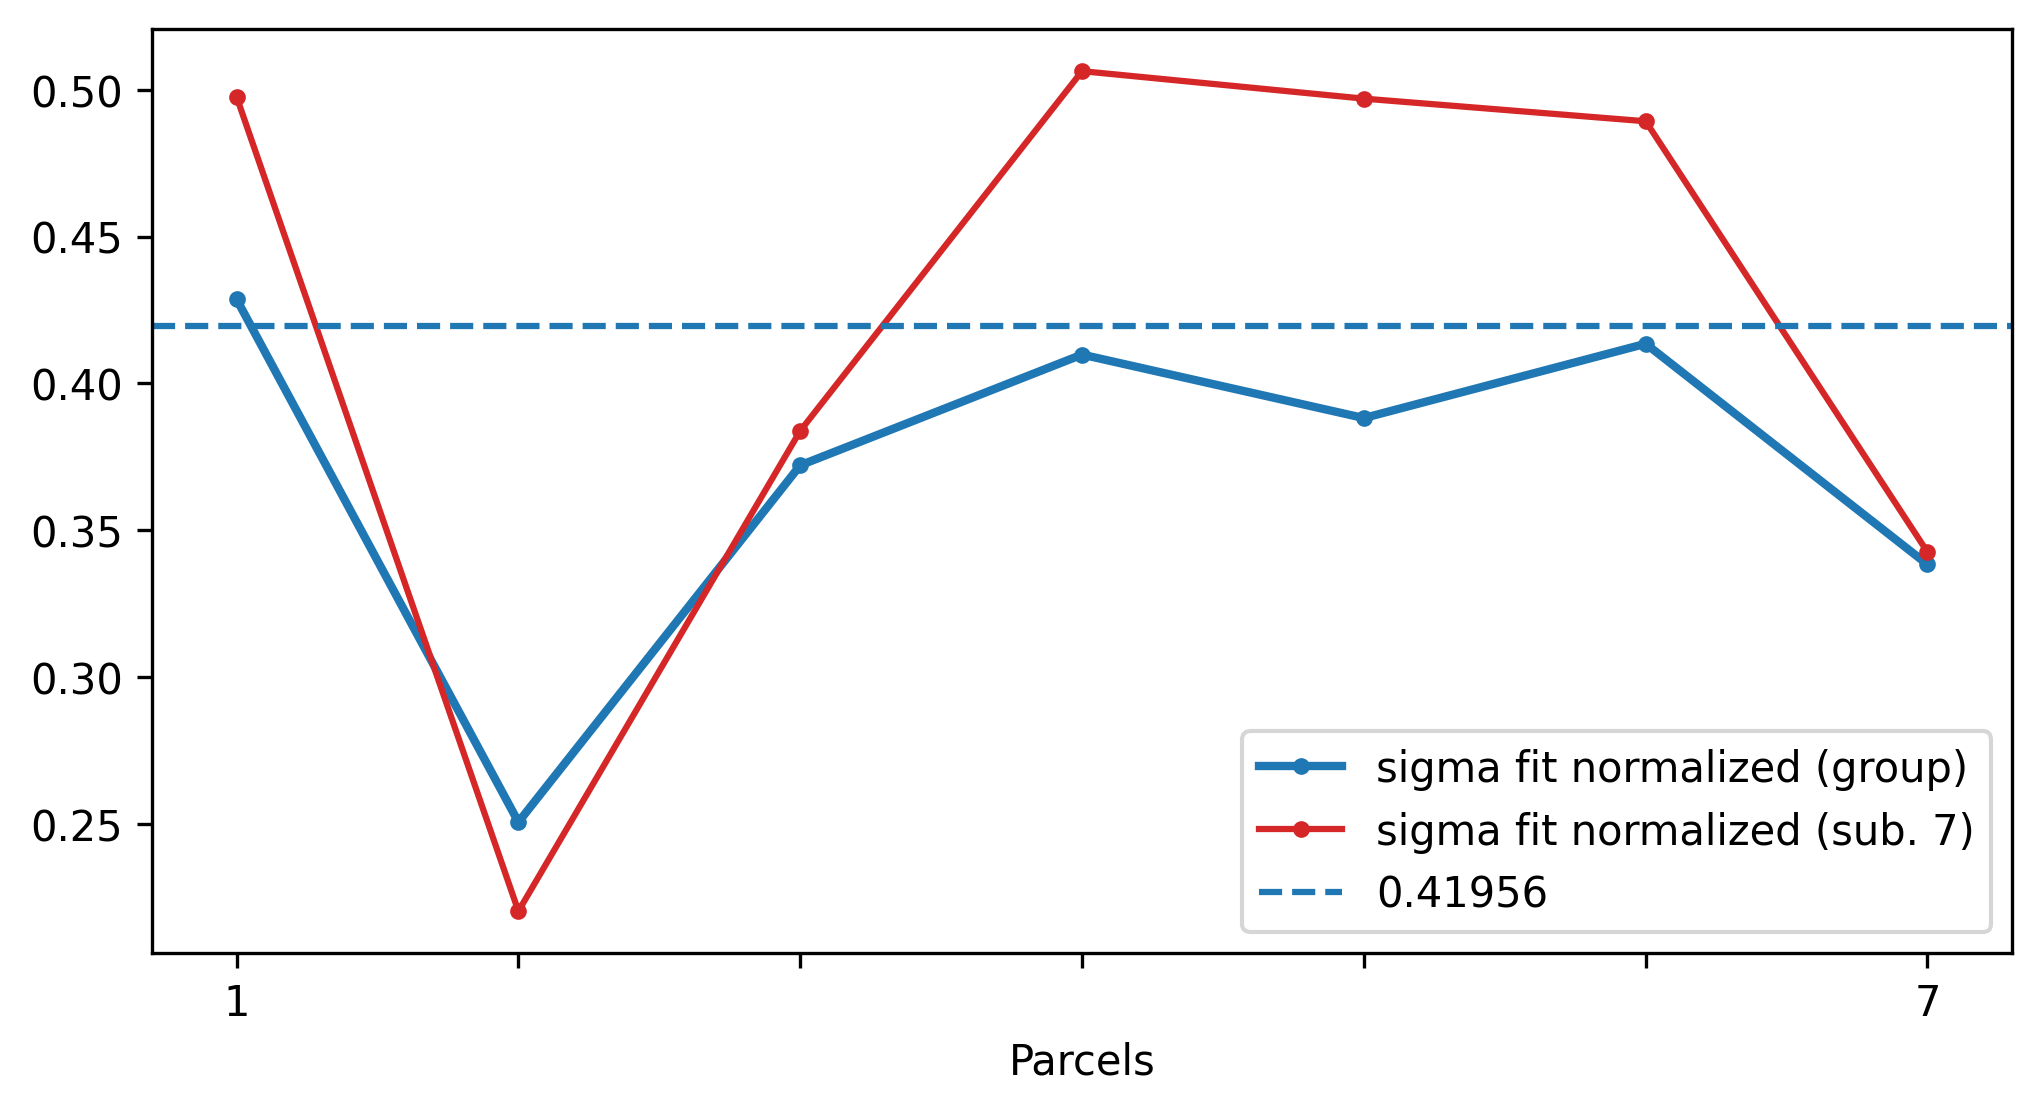 0.50
0.45
0.40
0.35
0.30
0.25
sigma fit normalized (group)
sigma fit normalized (sub. 7)
0.41956
1 7
Parcels